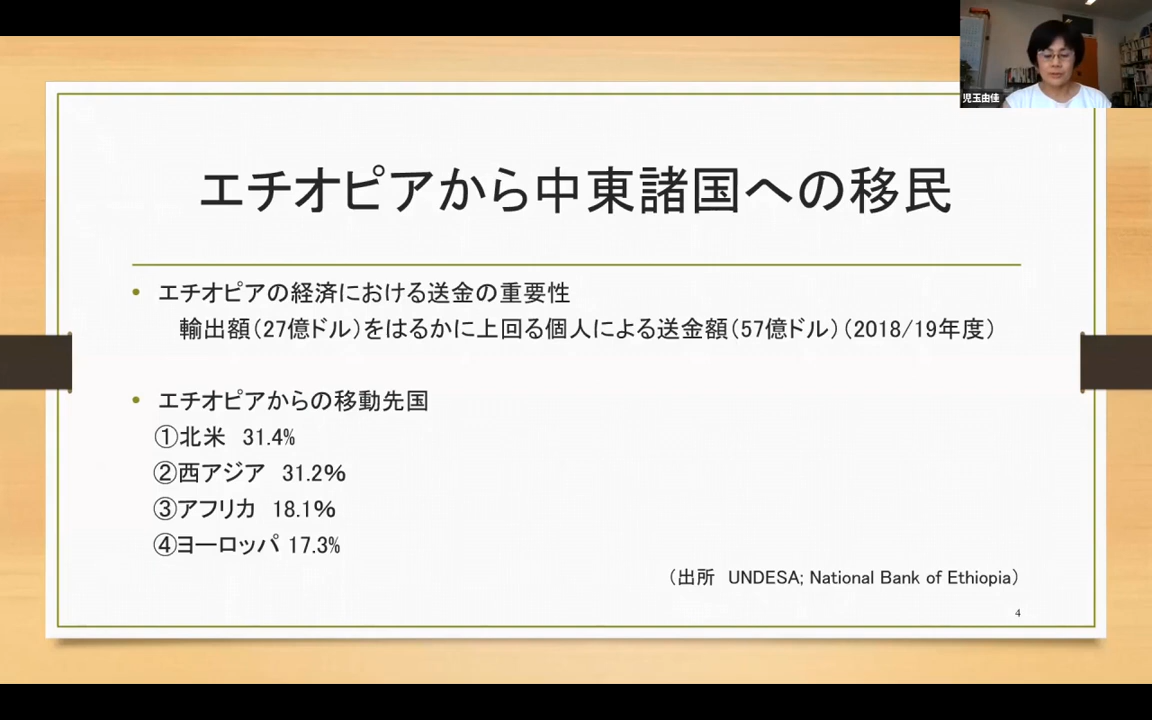 児玉由佳
エチオピアから中東諸国への移民
• エチオピアの経済における送金の重要性
輸出額（27億ドル）をはるかに上回る個人による送金額（57億ドル）（2018/19年度）
• エチオピアからの移動先国
①北米　31.4%
②西アジア　31.2％
③アフリカ　18.1％
④ヨーロッパ 17.3%
（出所　UNDESA; National Bank of Ethiopia）
4